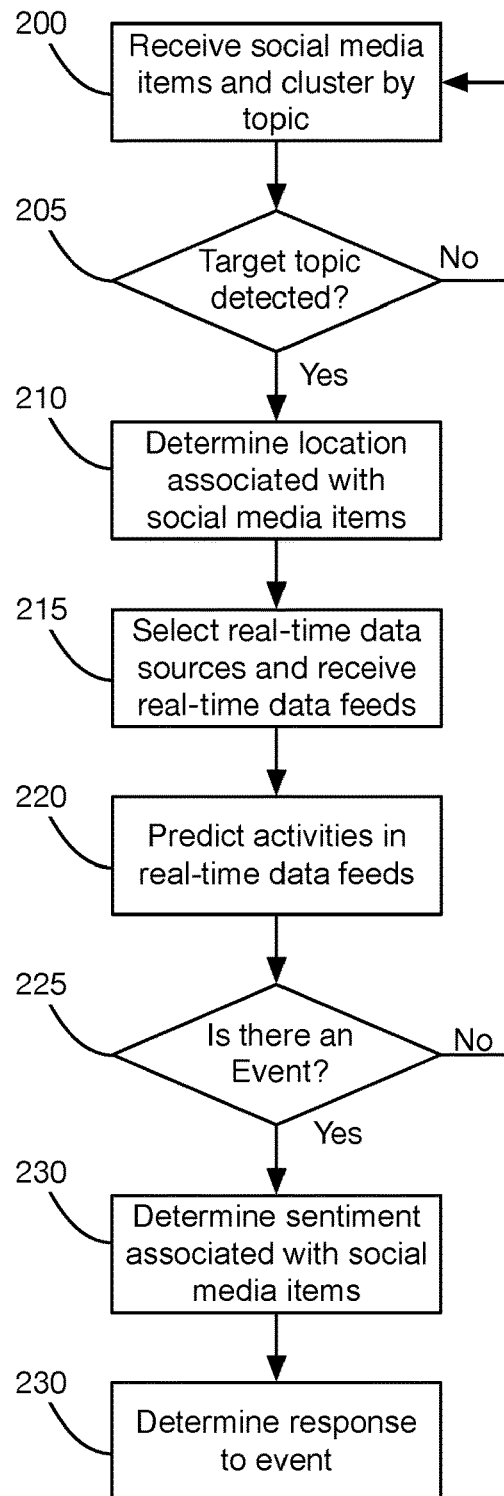 200
Receive social media
items and cluster by
topic
205
Target topic
detected?
No
Yes
210
Determine location
associated with
social media items
215
Select real-time data
sources and receive
real-time data feeds
220
Predict activities in
real-time data feeds
225
Is there an
Event?
No
Yes
230
Determine sentiment
associated with social
media items
230
Determine response
to event